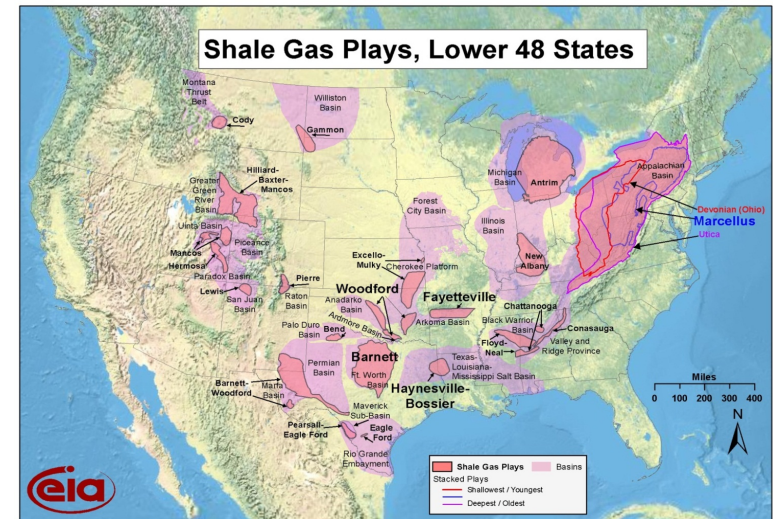 Shale Gas Plays, Lower 48 States
Montana
Thrust
Belt
Cody
Williston
Basin
Gammon
Hilliard-
Baxter-
Mancos
Greater
Green
River
Basin
Uinta Basin
Mancos
Piceance
Basin
Hermosa
Paradox Basin
Lewis
San Juan
Basin
Pierre
Raton
Basin
Michigan
Basin
Antrim
Appalachian
Basin
Devonian (Ohio)
Marcellus
Utica
Forest
City Basin
Illinois
Basin
New
Albany
Excello-
Mulky
Cherokee Platform
Woodford
Anadarko
Basin
Ardmore Basin
Fayetteville
Arkoma Basin
Chattanooga
Black Warrior
Basin
Conasauga
Floyd-
Neal
Valley and
Ridge Province
Palo Duro
Basin
Bend
Barnett
Ft. Worth
Basin
Permian
Basin
Barnett-
Woodford
Marfa
Basin
Haynesville-
Bossier
Texas-
Louisiana-
Mississippi Salt Basin
Maverick
Sub-Basin
Pearsall-
Eagle Ford
Eagle
Ford
Rio Grande
Embayment
Miles
0 100 200 300 400
N
eia
Shale Gas Plays
Basins
Stacked Plays
Shallowest / Youngest
Deepest / Oldest